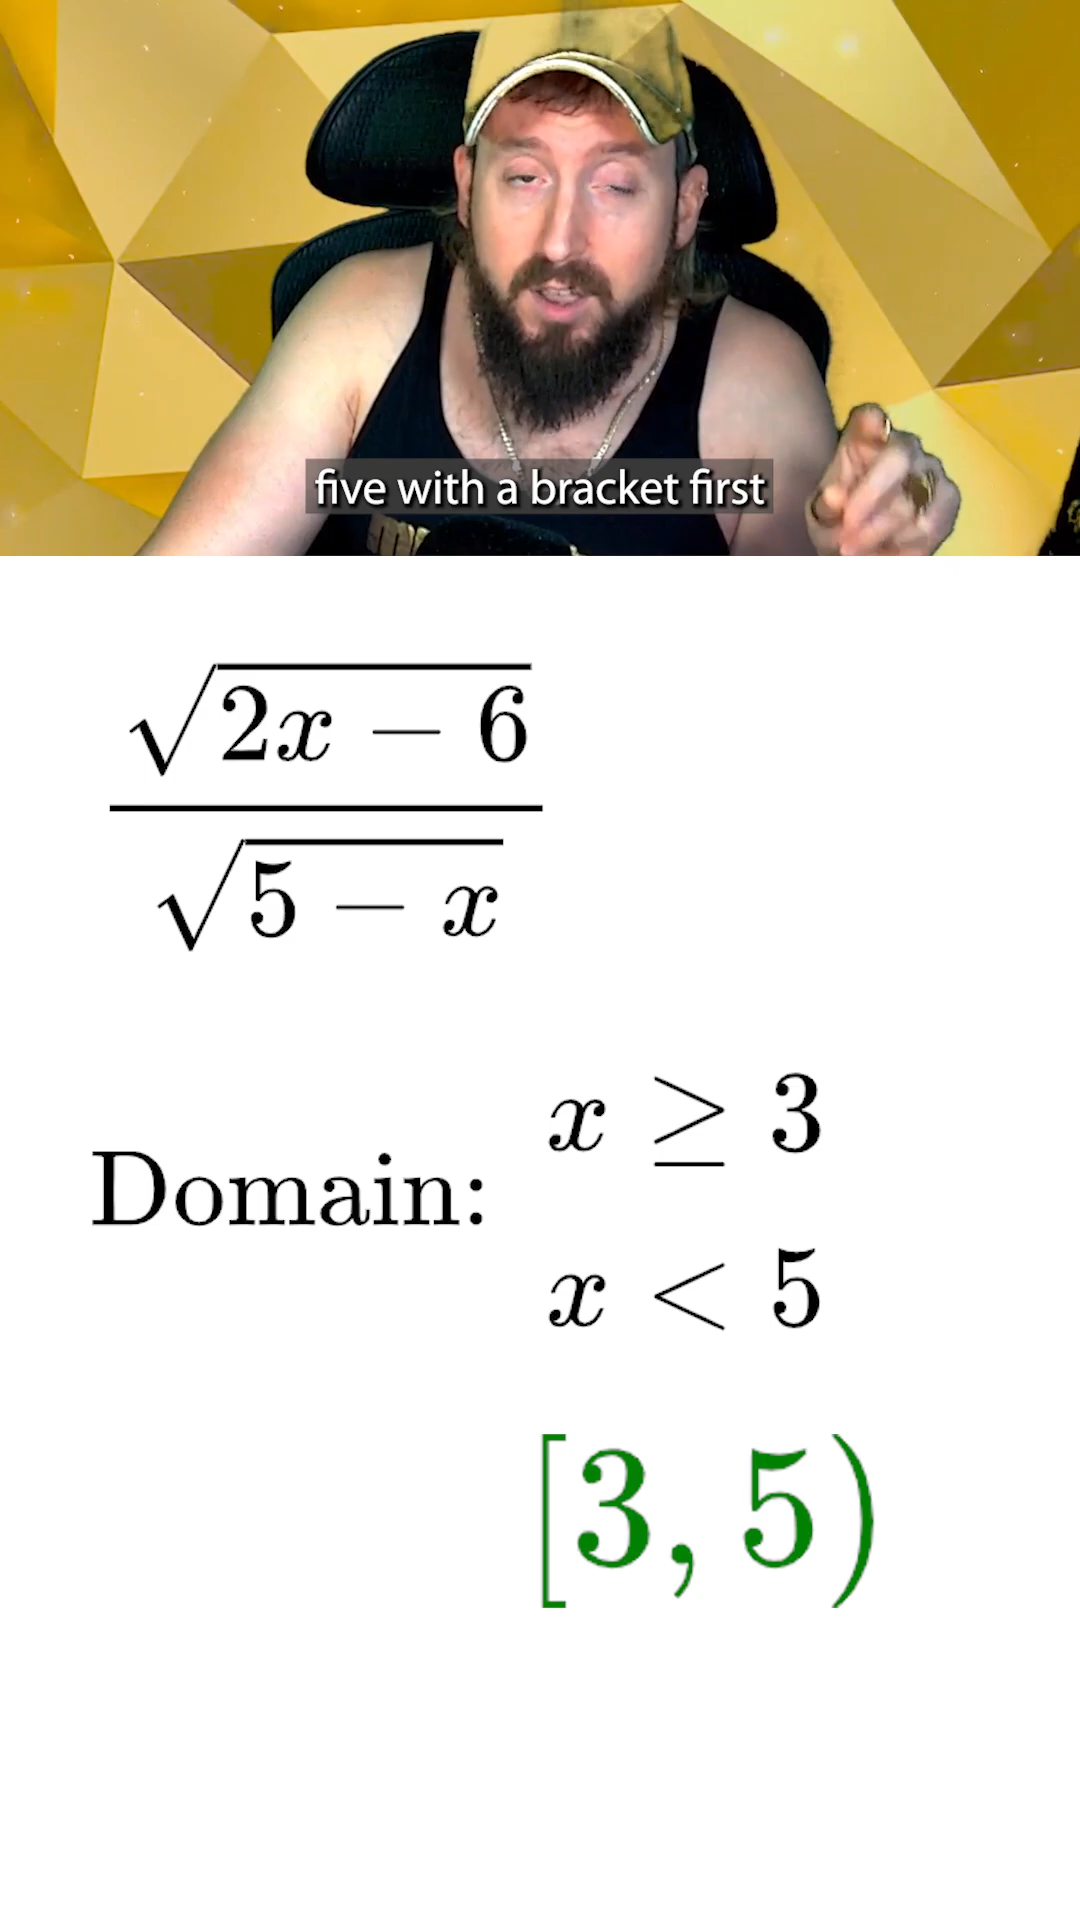 five with a bracket first
√(2x − 6)
√(5 − x)
x ≥ 3
Domain:
x < 5
[3, 5)